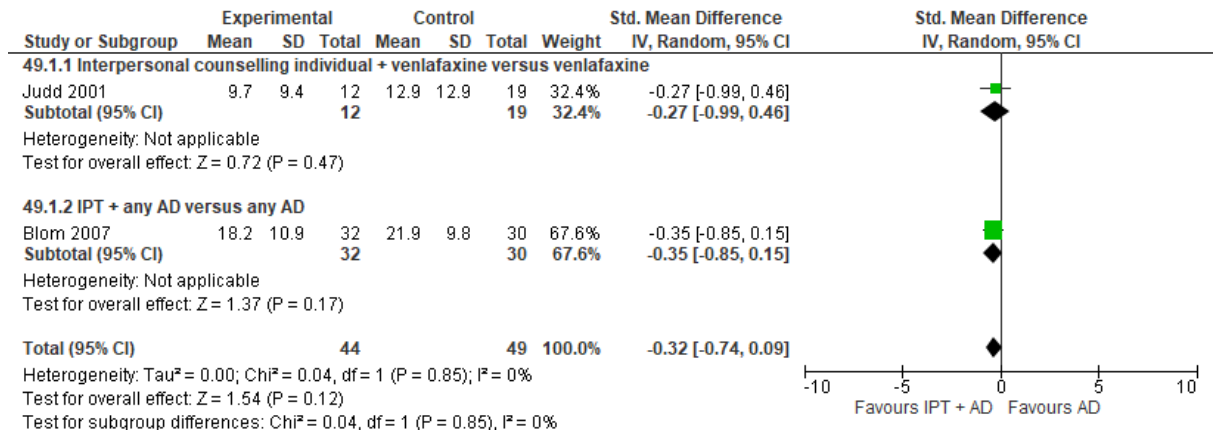 Experimental Control Std. Mean Difference Std. Mean Difference
Study or Subgroup Mean SD Total Mean SD Total Weight IV, Random, 95% CI IV, Random, 95% CI
49.1.1 Interpersonal counselling individual + venlafaxine versus venlafaxine
Judd 2001 9.7 9.4 12 12.9 12.9 19 32.4% -0.27 [-0.99, 0.46]
Subtotal (95% CI) 12 19 32.4% -0.27 [-0.99, 0.46]
Heterogeneity: Not applicable
Test for overall effect: Z = 0.72 (P = 0.47)
49.1.2 IPT + any AD versus any AD
Blom 2007 18.2 10.9 32 21.9 9.8 30 67.6% -0.35 [-0.85, 0.15]
Subtotal (95% CI) 32 30 67.6% -0.35 [-0.85, 0.15]
Heterogeneity: Not applicable
Test for overall effect: Z = 1.37 (P = 0.17)
Total (95% CI) 44 49 100.0% -0.32 [-0.74, 0.09]
Heterogeneity: Tau² = 0.00; Chi² = 0.04, df = 1 (P = 0.85); I² = 0%
Test for overall effect: Z = 1.54 (P = 0.12)
Test for subgroup differences: Chi² = 0.04, df = 1 (P = 0.85), I² = 0%
-10 -5 0 5 10
Favours IPT + AD Favours AD